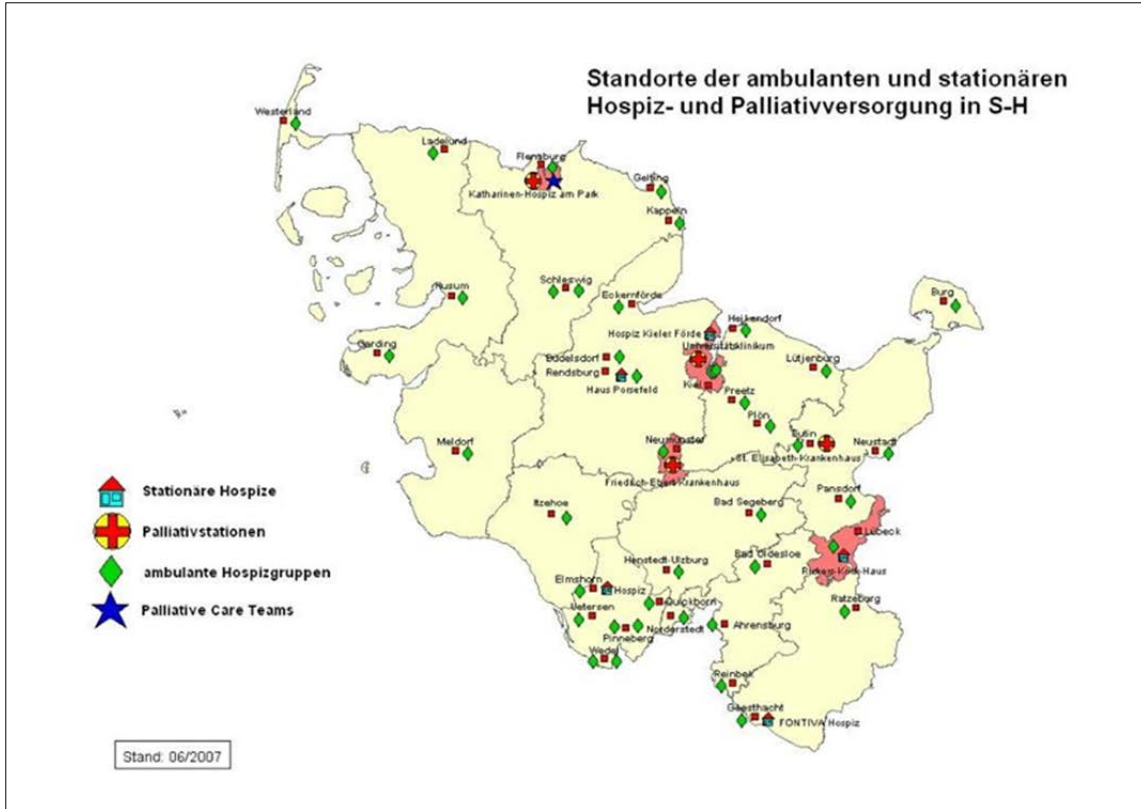 Standorte der ambulanten und stationären
Hospiz- und Palliativversorgung in S-H
Westerland
Ladelund
Flensburg
Katharinen-Hospiz am Park
Gelting
Kappeln
Husum
Schleswig
Eckernförde
Burg
Garding
Hospiz Kieler Förde
Heikendorf
Universitätsklinikum
Büdelsdorf
Rendsburg
Haus Porsefeld
Kiel
Lütjenburg
Preetz
Plön
Meldorf
Neumünster
Eutin
Neustadt
St. Elisabeth-Krankenhaus
Friedrich-Ebert-Krankenhaus
Stationäre Hospize
Itzehoe
Bad Segeberg
Pansdorf
Palliativstationen
Lübeck
Henstedt-Ulzburg
Bad Oldesloe
Rickers-Kock-Haus
ambulante Hospizgruppen
Elmshorn
Hospiz
Quickborn
Ratzeburg
Palliative Care Teams
Uetersen
Norderstedt
Ahrensburg
Pinneberg
Wedel
Reinbek
Geesthacht
FONTIVA Hospiz
Stand: 06/2007